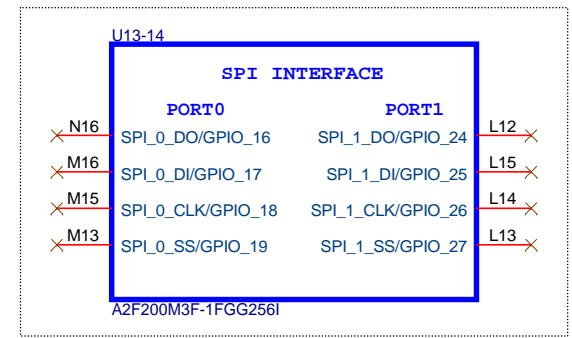 U13-14
SPI INTERFACE
PORT0 PORT1
N16 SPI_0_DO/GPIO_16 SPI_1_DO/GPIO_24 L12
M16 SPI_0_DI/GPIO_17 SPI_1_DI/GPIO_25 L15
M15 SPI_0_CLK/GPIO_18 SPI_1_CLK/GPIO_26 L14
M13 SPI_0_SS/GPIO_19 SPI_1_SS/GPIO_27 L13
A2F200M3F-1FGG256I